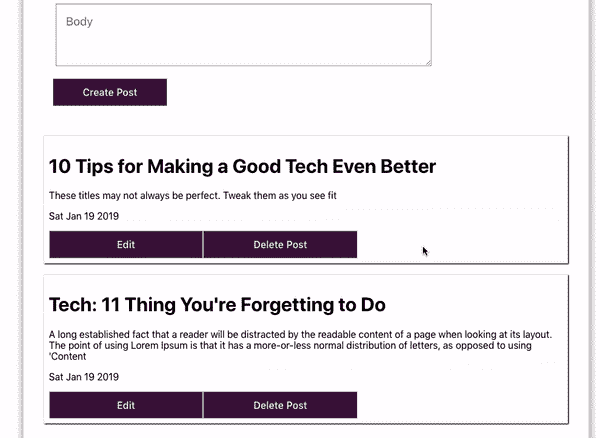 Body
Create Post
10 Tips for Making a Good Tech Even Better
These titles may not always be perfect. Tweak them as you see fit
Sat Jan 19 2019
Edit Delete Post
Tech: 11 Thing You're Forgetting to Do
A long established fact that a reader will be distracted by the readable content of a page when looking at its layout.
The point of using Lorem Ipsum is that it has a more-or-less normal distribution of letters, as opposed to using
'Content
Sat Jan 19 2019
Edit Delete Post